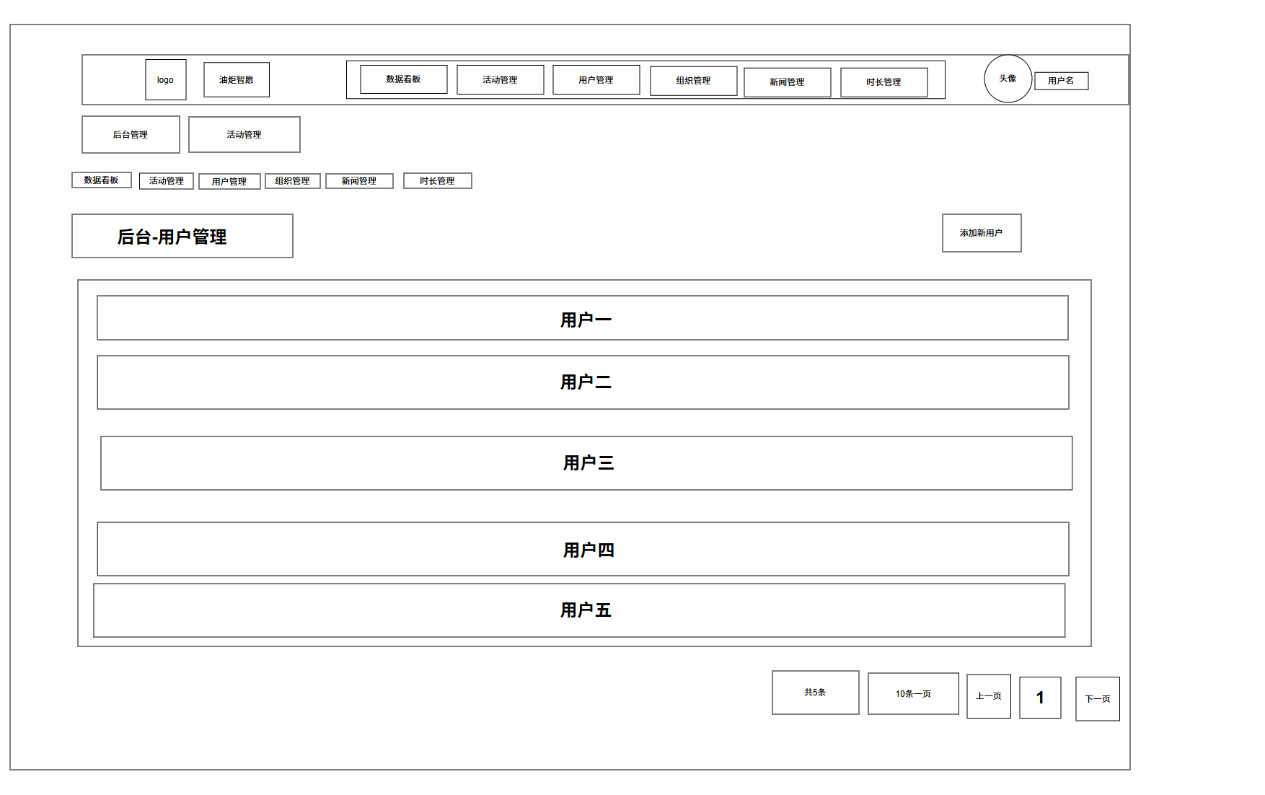 logo
油炬智愿
数据看板
活动管理
用户管理
组织管理
新闻管理
时长管理
头像
用户名
后台管理
活动管理
数据看板
活动管理
用户管理
组织管理
新闻管理
时长管理
后台-用户管理
添加新用户
用户一
用户二
用户三
用户四
用户五
共5条
10条一页
上一页
1
下一页